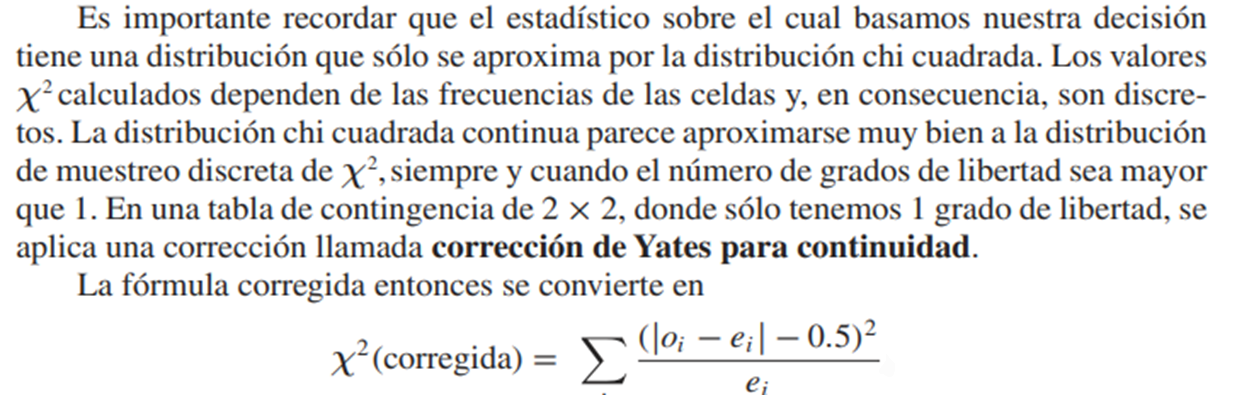 Es importante recordar que el estadístico sobre el cual basamos nuestra decisión
tiene una distribución que sólo se aproxima por la distribución chi cuadrada. Los valores
χ² calculados dependen de las frecuencias de las celdas y, en consecuencia, son discre-
tos. La distribución chi cuadrada continua parece aproximarse muy bien a la distribución
de muestreo discreta de χ², siempre y cuando el número de grados de libertad sea mayor
que 1. En una tabla de contingencia de 2 × 2, donde sólo tenemos 1 grado de libertad, se
aplica una corrección llamada corrección de Yates para continuidad.
La fórmula corregida entonces se convierte en
χ²(corregida) = ∑ (|oᵢ − eᵢ| − 0.5)² / eᵢ